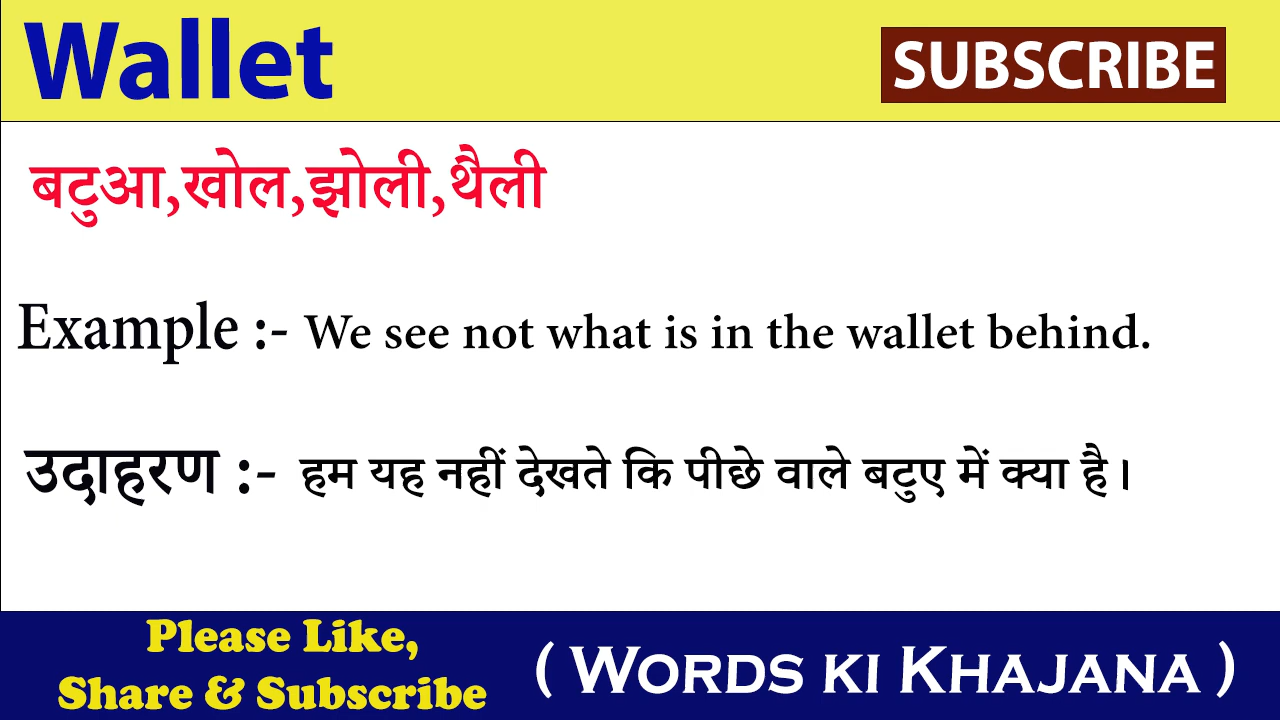 Wallet
SUBSCRIBE
बटुआ,खोल,झोली,थैली
Example :- We see not what is in the wallet behind.
उदाहरण :- हम यह नहीं देखते कि पीछे वाले बटुए में क्या है।
Please Like,
Share & Subscribe
( WORDS KI KHAJANA )